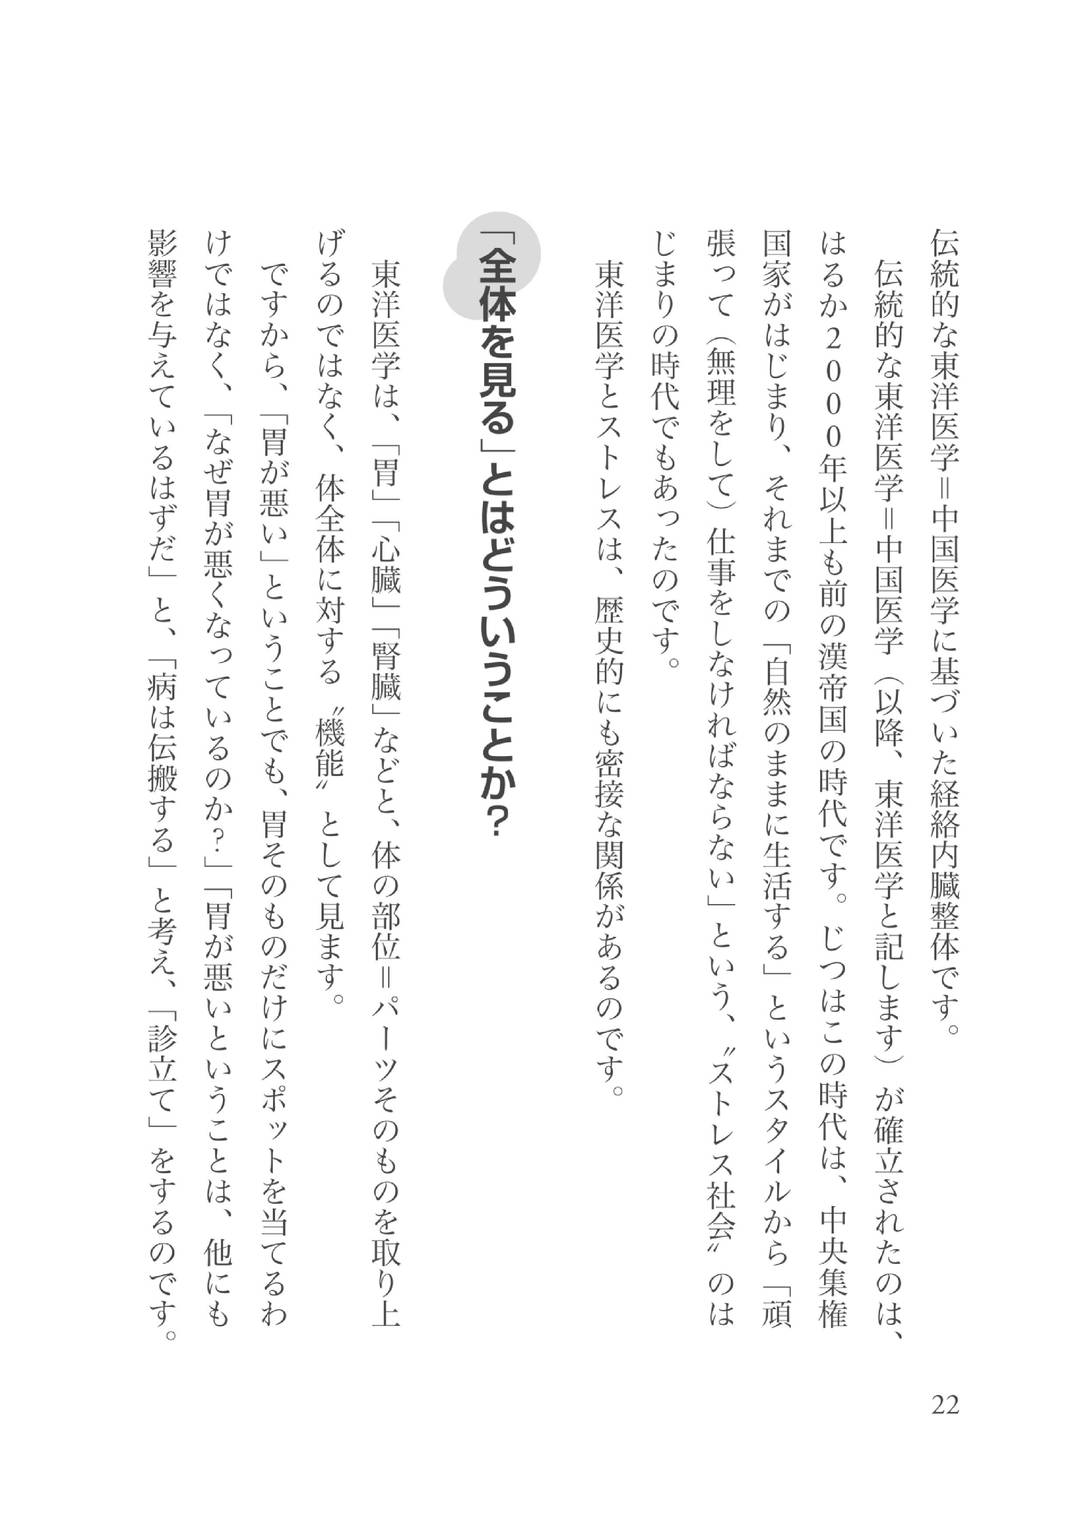 伝統的な東洋医学＝中国医学に基づいた経絡内臓整体です。
伝統的な東洋医学＝中国医学（以降、東洋医学と記します）が確立されたのは、
はるか2000年以上も前の漢帝国の時代です。じつはこの時代は、中央集権
国家がはじまり、それまでの「自然のままに生活する」というスタイルから「頑
張って（無理をして）仕事をしなければならない」という、〝ストレス社会〟のは
じまりの時代でもあったのです。
東洋医学とストレスは、歴史的にも密接な関係があるのです。
「全体を見る」とはどういうことか？
東洋医学は、「胃」「心臓」「腎臓」などと、体の部位＝パーツそのものを取り上
げるのではなく、体全体に対する〝機能〟として見ます。
ですから、「胃が悪い」ということでも、胃そのものだけにスポットを当てるわ
けではなく、「なぜ胃が悪くなっているのか？」「胃が悪いということは、他にも
影響を与えているはずだ」と、「病は伝搬する」と考え、「診立て」をするのです。
22